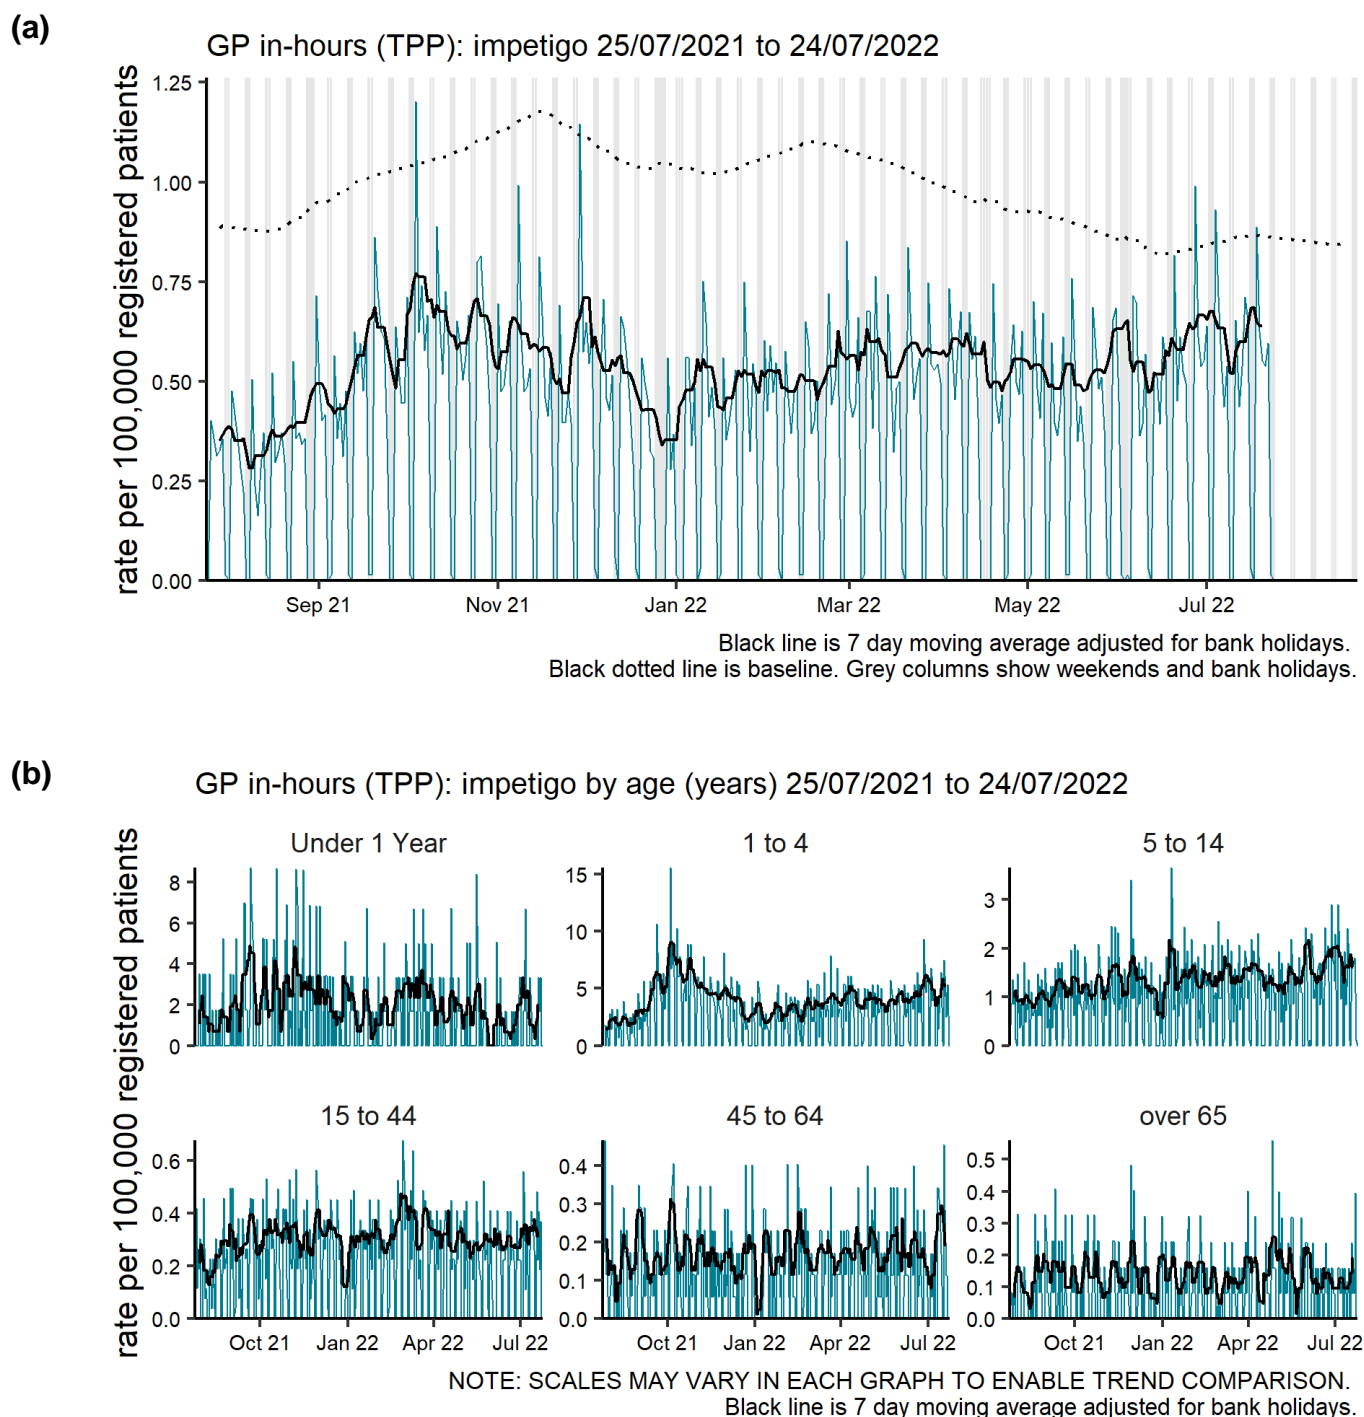 (a)
GP in-hours (TPP): impetigo 25/07/2021 to 24/07/2022
rate per 100,000 registered patients
1.25
1.00
0.75
0.50
0.25
0.00
Sep 21
Nov 21
Jan 22
Mar 22
May 22
Jul 22
Black line is 7 day moving average adjusted for bank holidays.
Black dotted line is baseline. Grey columns show weekends and bank holidays.
(b)
GP in-hours (TPP): impetigo by age (years) 25/07/2021 to 24/07/2022
rate per 100,000 registered patients
Under 1 Year
8
6
4
2
0
1 to 4
15
10
5
0
5 to 14
3
2
1
0
15 to 44
0.6
0.4
0.2
0.0
Oct 21
Jan 22
Apr 22
Jul 22
45 to 64
0.4
0.3
0.2
0.1
0.0
Oct 21
Jan 22
Apr 22
Jul 22
over 65
0.5
0.4
0.3
0.2
0.1
0.0
Oct 21
Jan 22
Apr 22
Jul 22
NOTE: SCALES MAY VARY IN EACH GRAPH TO ENABLE TREND COMPARISON.
Black line is 7 day moving average adjusted for bank holidays.